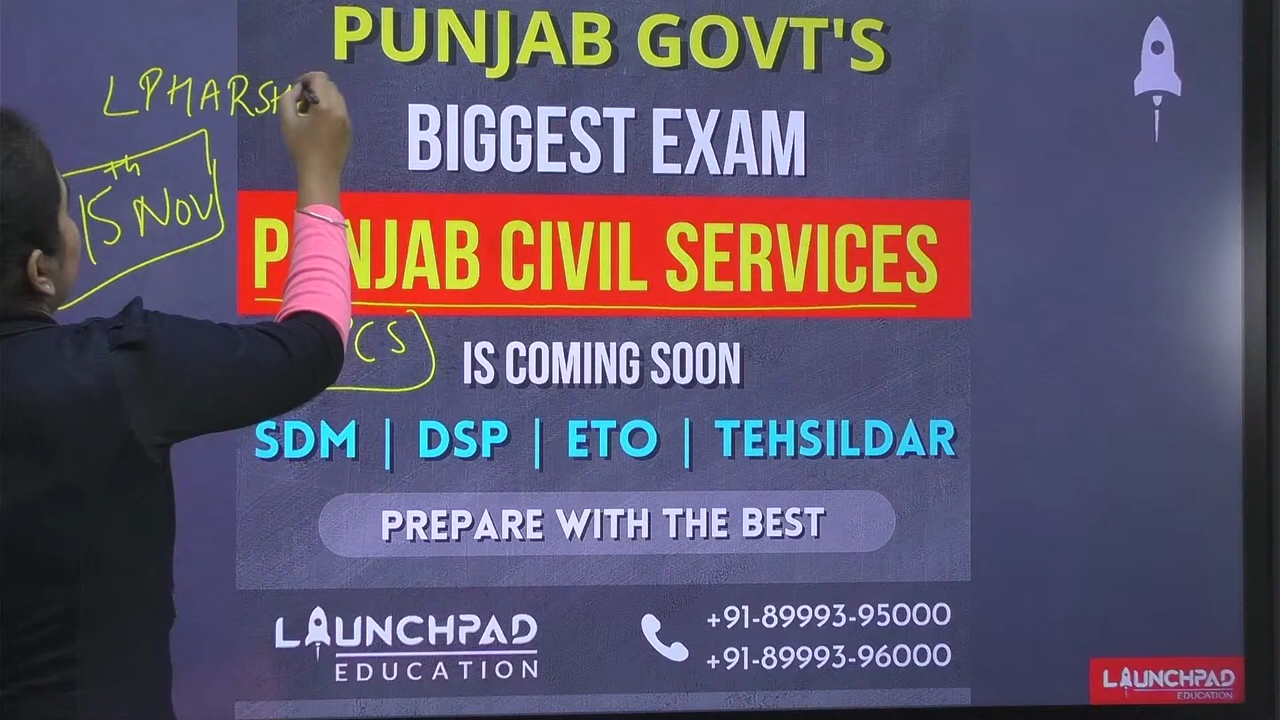 PUNJAB GOVT'S
BIGGEST EXAM
LPHARSH
15th NOV
PUNJAB CIVIL SERVICES
CS
IS COMING SOON
SDM | DSP | ETO | TEHSILDAR
PREPARE WITH THE BEST
LAUNCHPAD
EDUCATION
+91-89993-95000
+91-89993-96000
LAUNCHPAD
EDUCATION